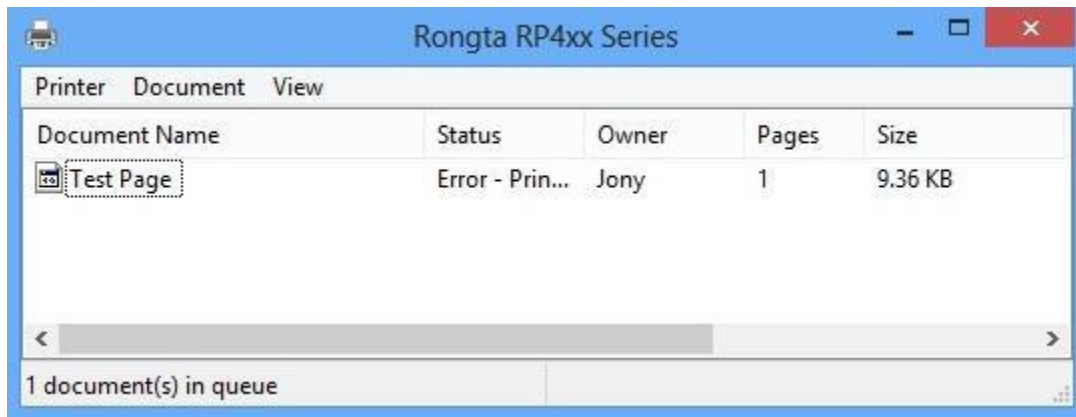 Rongta RP4xx Series
Printer Document View
Document Name Status Owner Pages Size
Test Page Error - Prin... Jony 1 9.36 KB
1 document(s) in queue